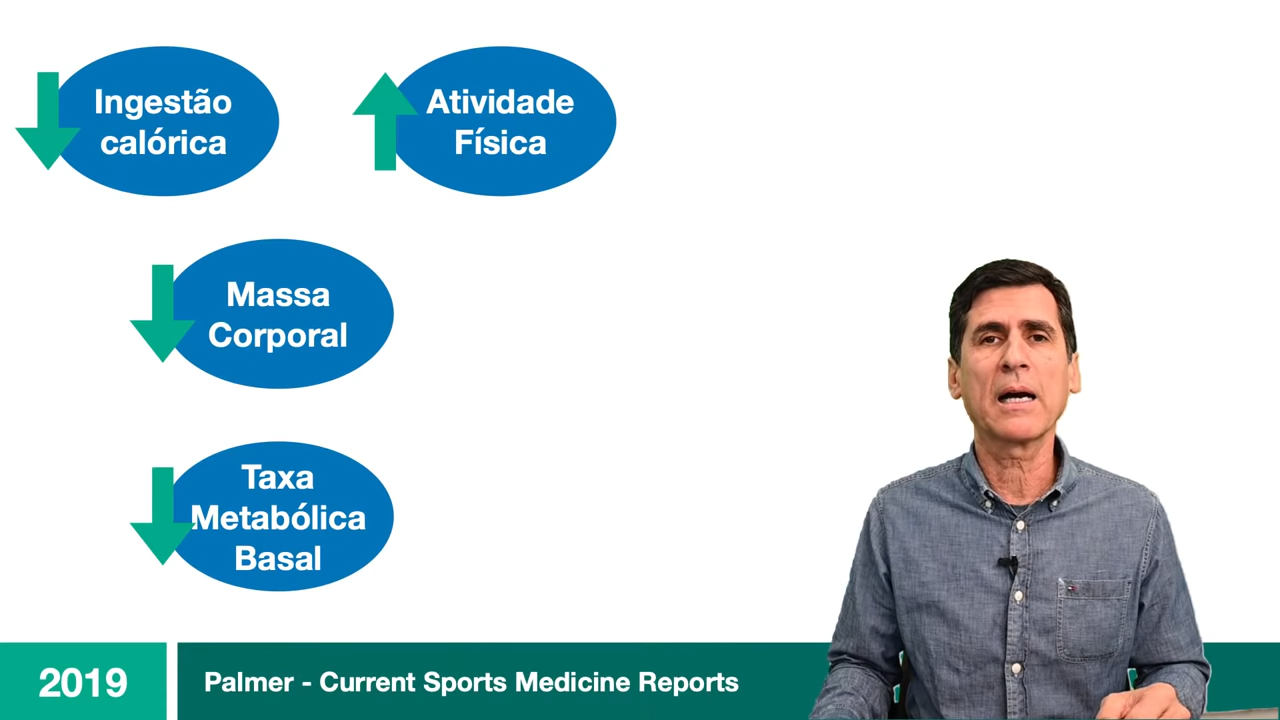 Ingestão
calórica
Atividade
Física
Massa
Corporal
Taxa
Metabólica
Basal
2019
Palmer - Current Sports Medicine Reports